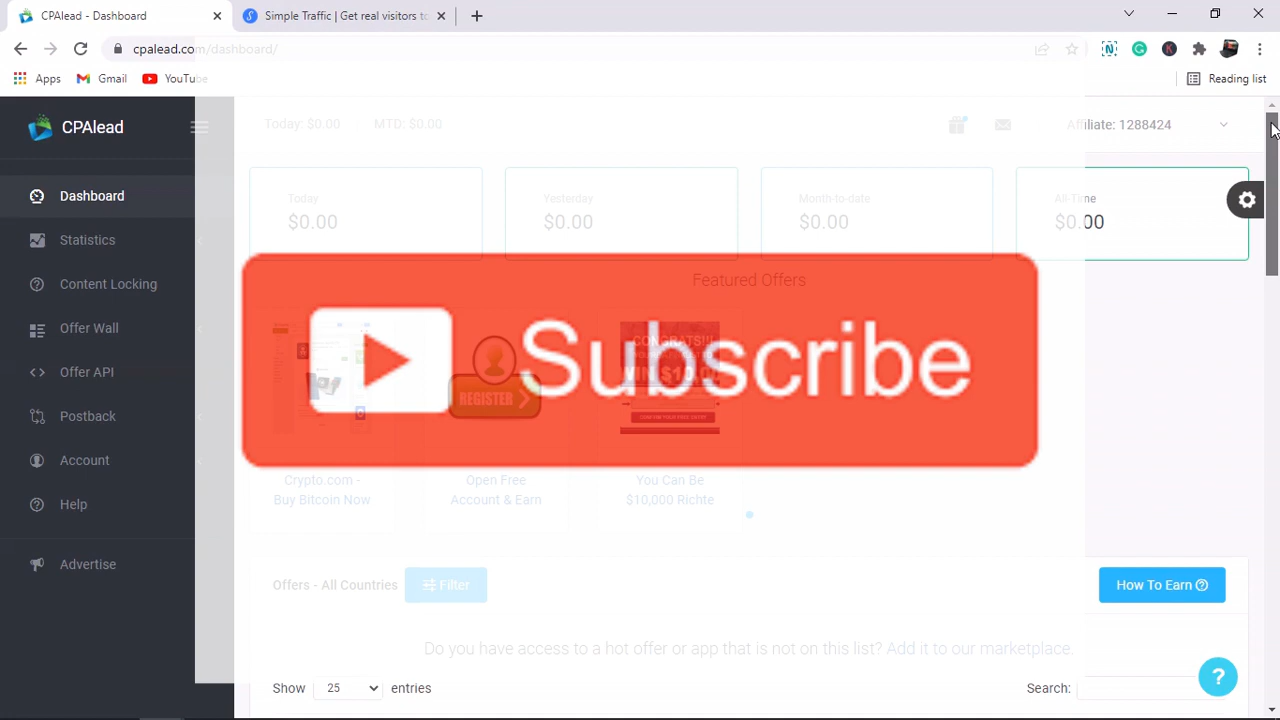 CPAlead - Dashboard
Simple Traffic | Get real visitors to
cpalead.com/dashboard/
Apps
Gmail
YouTube
Reading list
CPAlead
Today: $0.00
MTD: $0.00
Affiliate: 1288424
Dashboard
Statistics
Content Locking
Offer Wall
Offer API
Postback
Account
Help
Advertise
Today
$0.00
Yesterday
$0.00
Month-to-date
$0.00
All-Time
$0.00
Featured Offers
Subscribe
REGISTER
CONGRATS!!!
WIN $10,00
Crypto.com -
Buy Bitcoin Now
Open Free
Account & Earn
You Can Be
$10,000 Richte
Offers - All Countries
Filter
How To Earn
Do you have access to a hot offer or app that is not on this list? Add it to our marketplace.
Show 25 entries
Search:
?